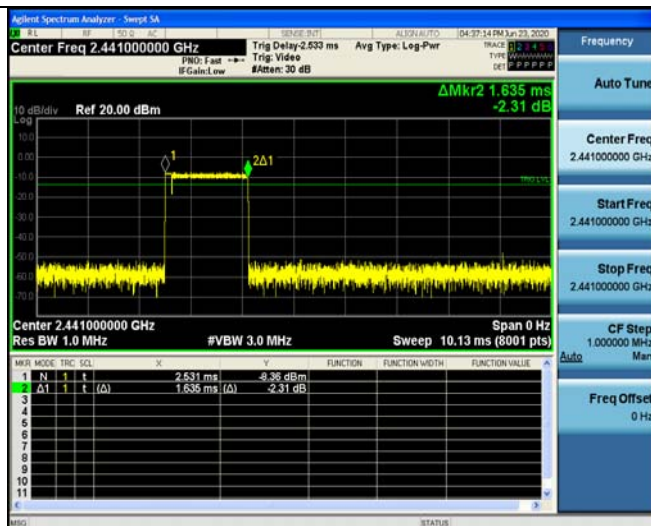 Agilent Spectrum Analyzer - Swept SA
RL RF 50 Ω AC SENSE:INT ALIGN AUTO 04:37:14 PM Jun 23, 2020
Center Freq 2.441000000 GHz
PNO: Fast
IFGain:Low
Trig Delay-2.533 ms
Trig: Video
#Atten: 30 dB
Avg Type: Log-Pwr
TRACE 1 2 3 4 5 6
TYPE
DET P P P P P P
ΔMkr2 1.635 ms
-2.31 dB
10 dB/div Ref 20.00 dBm
Log
10.0
0.00
-10.0
-20.0
-30.0
-40.0
-50.0
-60.0
-70.0
1
2Δ1
TRIG LVL
Center 2.441000000 GHz Span 0 Hz
Res BW 1.0 MHz #VBW 3.0 MHz Sweep 10.13 ms (8001 pts)
MKR MODE TRC SCL X Y FUNCTION FUNCTION WIDTH FUNCTION VALUE
1 N 1 t 2.531 ms -8.36 dBm
2 Δ1 1 t (Δ) 1.635 ms (Δ) -2.31 dB
3
4
5
6
7
8
9
10
11
MSG STATUS
Frequency
Auto Tune
Center Freq
2.441000000 GHz
Start Freq
2.441000000 GHz
Stop Freq
2.441000000 GHz
CF Step
1.000000 MHz
Auto Man
Freq Offset
0 Hz